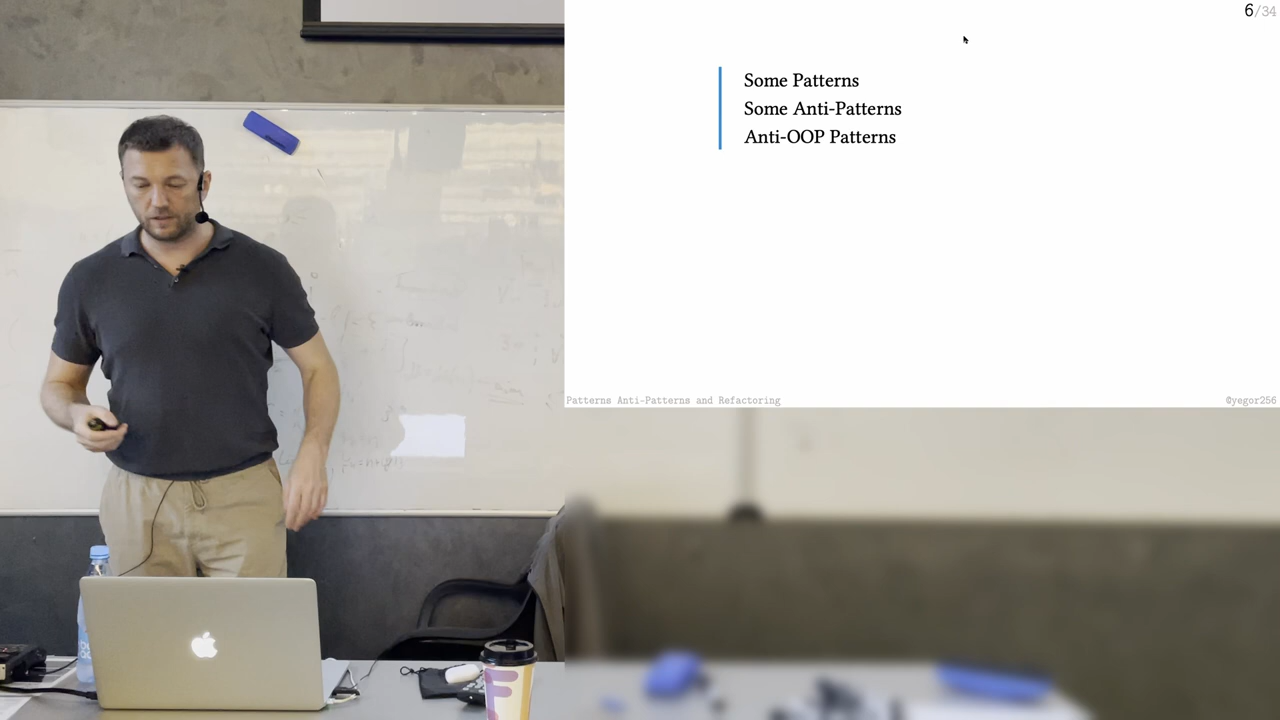 6/34
Some Patterns
Some Anti-Patterns
Anti-OOP Patterns
Patterns Anti-Patterns and Refactoring
@yegor256